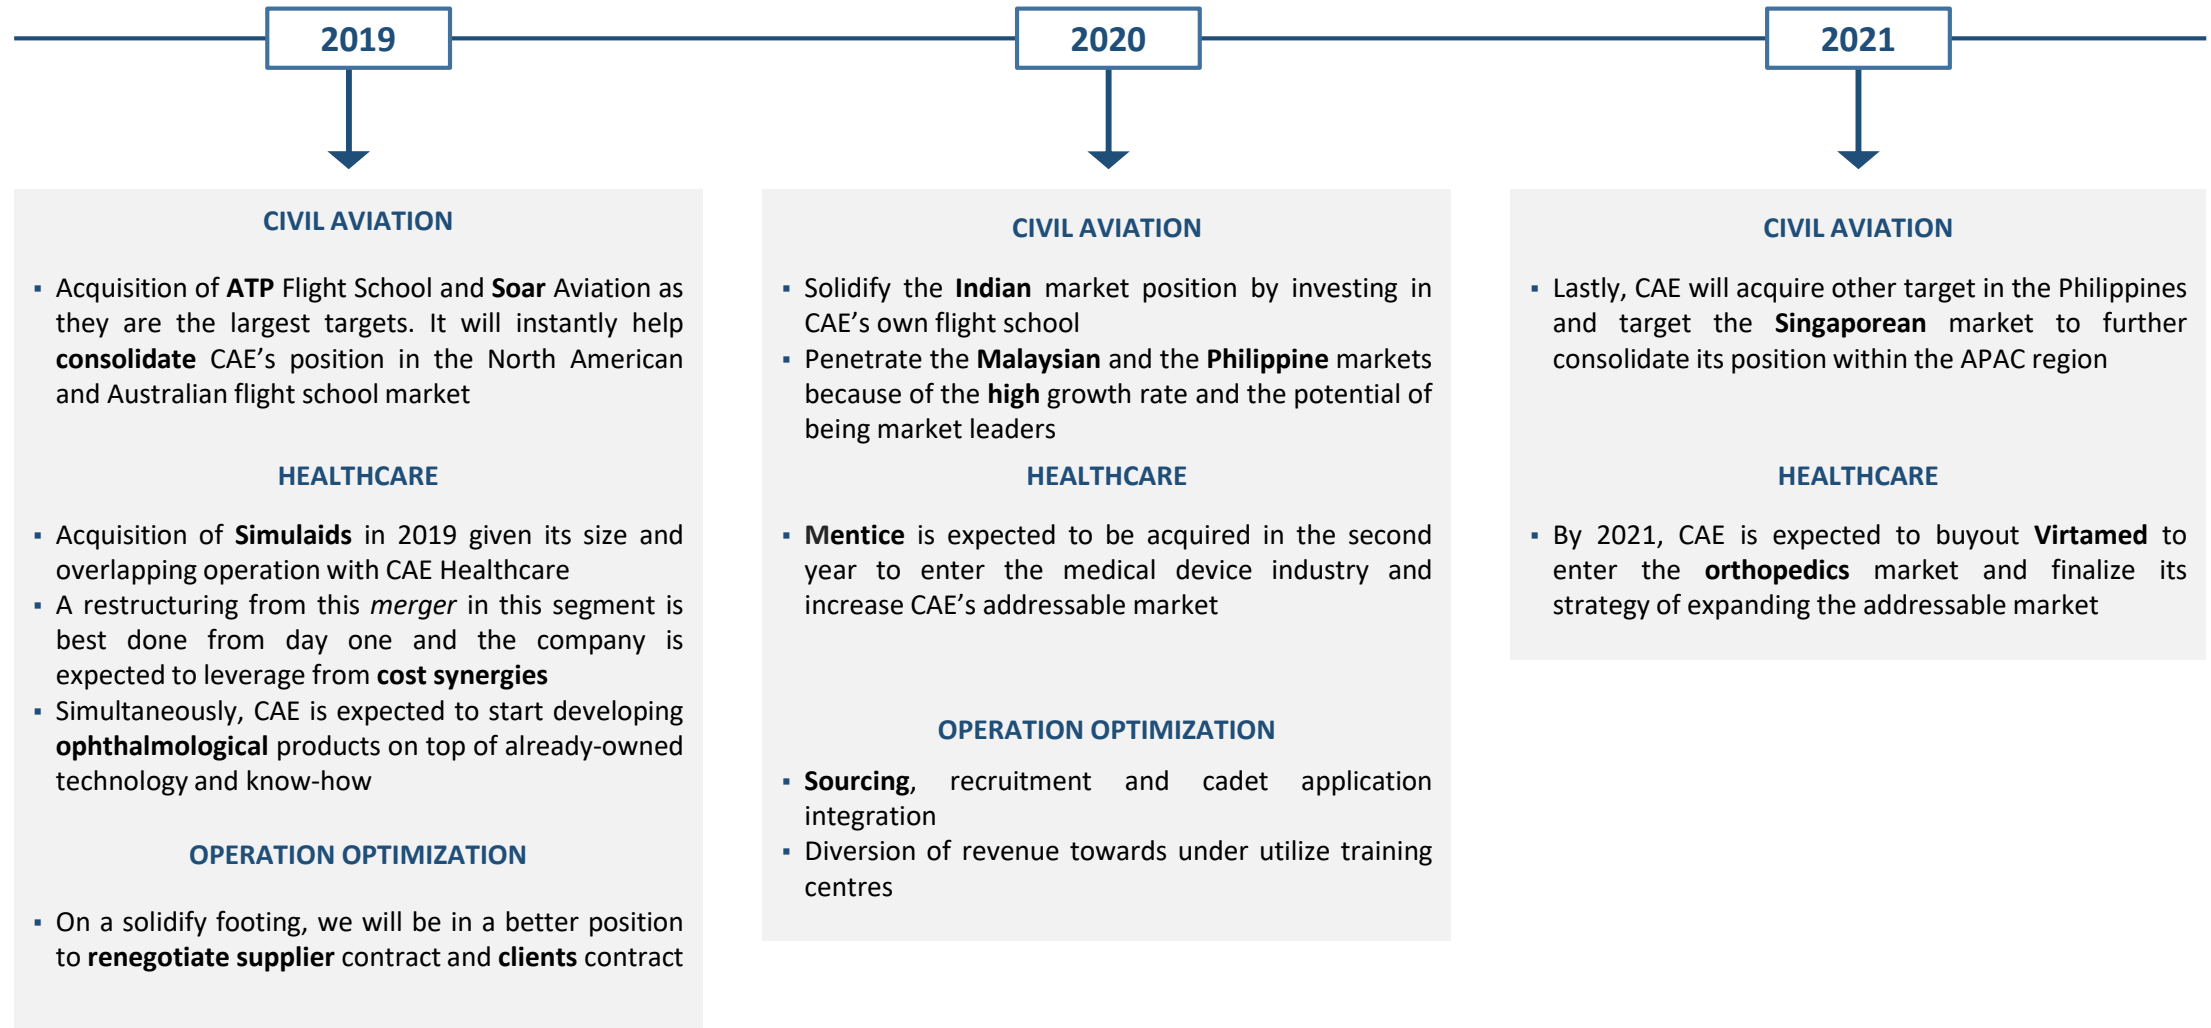 2019
2020
2021
CIVIL AVIATION
▪ Acquisition of ATP Flight School and Soar Aviation as
they are the largest targets. It will instantly help
consolidate CAE’s position in the North American
and Australian flight school market
HEALTHCARE
▪ Acquisition of Simulaids in 2019 given its size and
overlapping operation with CAE Healthcare
▪ A restructuring from this merger in this segment is
best done from day one and the company is
expected to leverage from cost synergies
▪ Simultaneously, CAE is expected to start developing
ophthalmological products on top of already-owned
technology and know-how
OPERATION OPTIMIZATION
▪ On a solidify footing, we will be in a better position
to renegotiate supplier contract and clients contract
CIVIL AVIATION
▪ Solidify the Indian market position by investing in
CAE’s own flight school
▪ Penetrate the Malaysian and the Philippine markets
because of the high growth rate and the potential of
being market leaders
HEALTHCARE
▪ Mentice is expected to be acquired in the second
year to enter the medical device industry and
increase CAE’s addressable market
OPERATION OPTIMIZATION
▪ Sourcing, recruitment and cadet application
integration
▪ Diversion of revenue towards under utilize training
centres
CIVIL AVIATION
▪ Lastly, CAE will acquire other target in the Philippines
and target the Singaporean market to further
consolidate its position within the APAC region
HEALTHCARE
▪ By 2021, CAE is expected to buyout Virtamed to
enter the orthopedics market and finalize its
strategy of expanding the addressable market